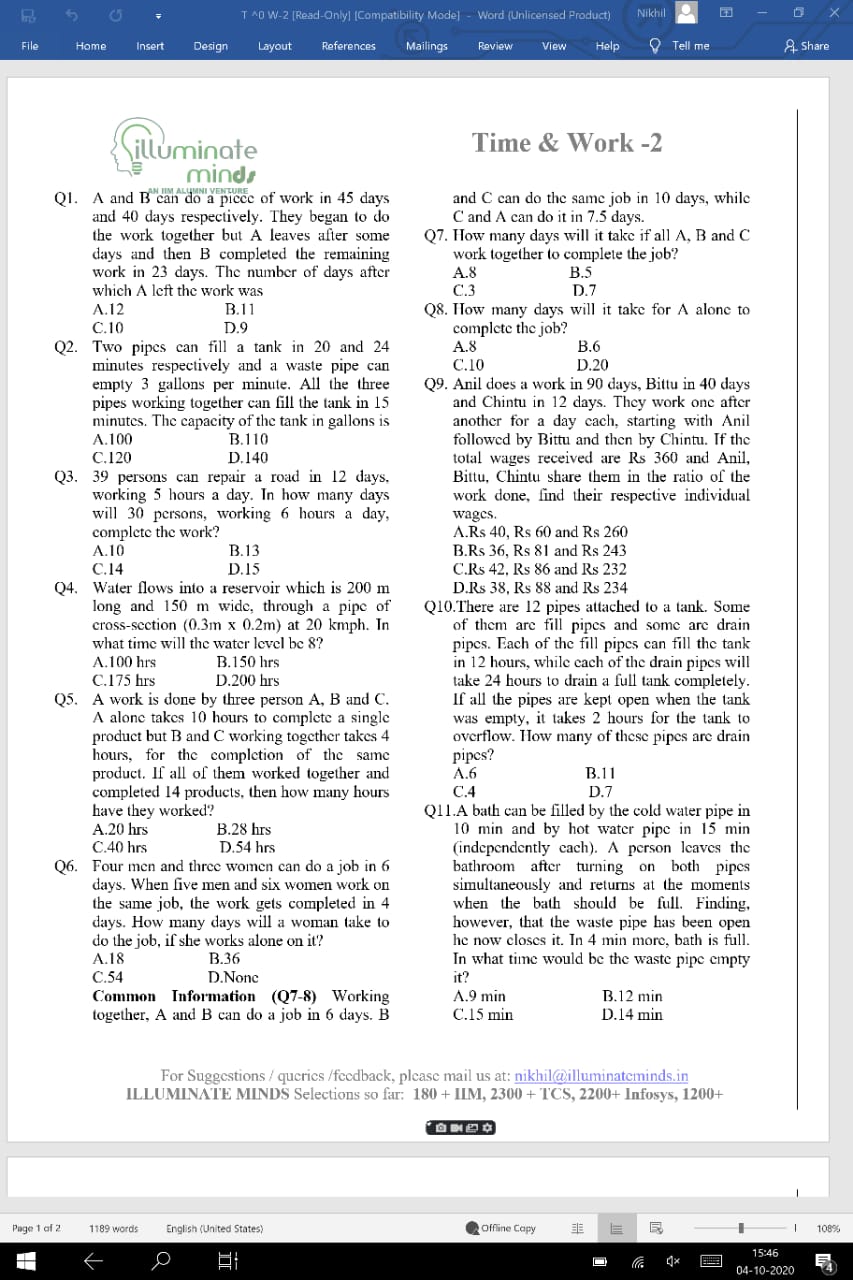 T ^0 W-2 [Read-Only] [Compatibility Mode] - Word (Unlicensed Product) Nikhil
File Home Insert Design Layout References Mailings Review View Help Tell me Share
illuminate
minds
AN IIM ALUMNI VENTURE
Time & Work -2
Q1. A and B can do a piece of work in 45 days
and 40 days respectively. They began to do
the work together but A leaves after some
days and then B completed the remaining
work in 23 days. The number of days after
which A left the work was
A.12 B.11
C.10 D.9
Q2. Two pipes can fill a tank in 20 and 24
minutes respectively and a waste pipe can
empty 3 gallons per minute. All the three
pipes working together can fill the tank in 15
minutes. The capacity of the tank in gallons is
A.100 B.110
C.120 D.140
Q3. 39 persons can repair a road in 12 days,
working 5 hours a day. In how many days
will 30 persons, working 6 hours a day,
complete the work?
A.10 B.13
C.14 D.15
Q4. Water flows into a reservoir which is 200 m
long and 150 m wide, through a pipe of
cross-section (0.3m x 0.2m) at 20 kmph. In
what time will the water level be 8?
A.100 hrs B.150 hrs
C.175 hrs D.200 hrs
Q5. A work is done by three person A, B and C.
A alone takes 10 hours to complete a single
product but B and C working together takes 4
hours, for the completion of the same
product. If all of them worked together and
completed 14 products, then how many hours
have they worked?
A.20 hrs B.28 hrs
C.40 hrs D.54 hrs
Q6. Four men and three women can do a job in 6
days. When five men and six women work on
the same job, the work gets completed in 4
days. How many days will a woman take to
do the job, if she works alone on it?
A.18 B.36
C.54 D.None
Common Information (Q7-8) Working
together, A and B can do a job in 6 days. B
and C can do the same job in 10 days, while
C and A can do it in 7.5 days.
Q7. How many days will it take if all A, B and C
work together to complete the job?
A.8 B.5
C.3 D.7
Q8. How many days will it take for A alone to
complete the job?
A.8 B.6
C.10 D.20
Q9. Anil does a work in 90 days, Bittu in 40 days
and Chintu in 12 days. They work one after
another for a day each, starting with Anil
followed by Bittu and then by Chintu. If the
total wages received are Rs 360 and Anil,
Bittu, Chintu share them in the ratio of the
work done, find their respective individual
wages.
A.Rs 40, Rs 60 and Rs 260
B.Rs 36, Rs 81 and Rs 243
C.Rs 42, Rs 86 and Rs 232
D.Rs 38, Rs 88 and Rs 234
Q10.There are 12 pipes attached to a tank. Some
of them are fill pipes and some are drain
pipes. Each of the fill pipes can fill the tank
in 12 hours, while each of the drain pipes will
take 24 hours to drain a full tank completely.
If all the pipes are kept open when the tank
was empty, it takes 2 hours for the tank to
overflow. How many of these pipes are drain
pipes?
A.6 B.11
C.4 D.7
Q11.A bath can be filled by the cold water pipe in
10 min and by hot water pipe in 15 min
(independently each). A person leaves the
bathroom after turning on both pipes
simultaneously and returns at the moments
when the bath should be full. Finding,
however, that the waste pipe has been open
he now closes it. In 4 min more, bath is full.
In what time would be the waste pipe empty
it?
A.9 min B.12 min
C.15 min D.14 min
For Suggestions / queries /feedback, please mail us at: nikhil@illuminateminds.in
ILLUMINATE MINDS Selections so far: 180 + IIM, 2300 + TCS, 2200+ Infosys, 1200+
Page 1 of 2 1189 words English (United States) Offline Copy 108%
15:46
04-10-2020
4